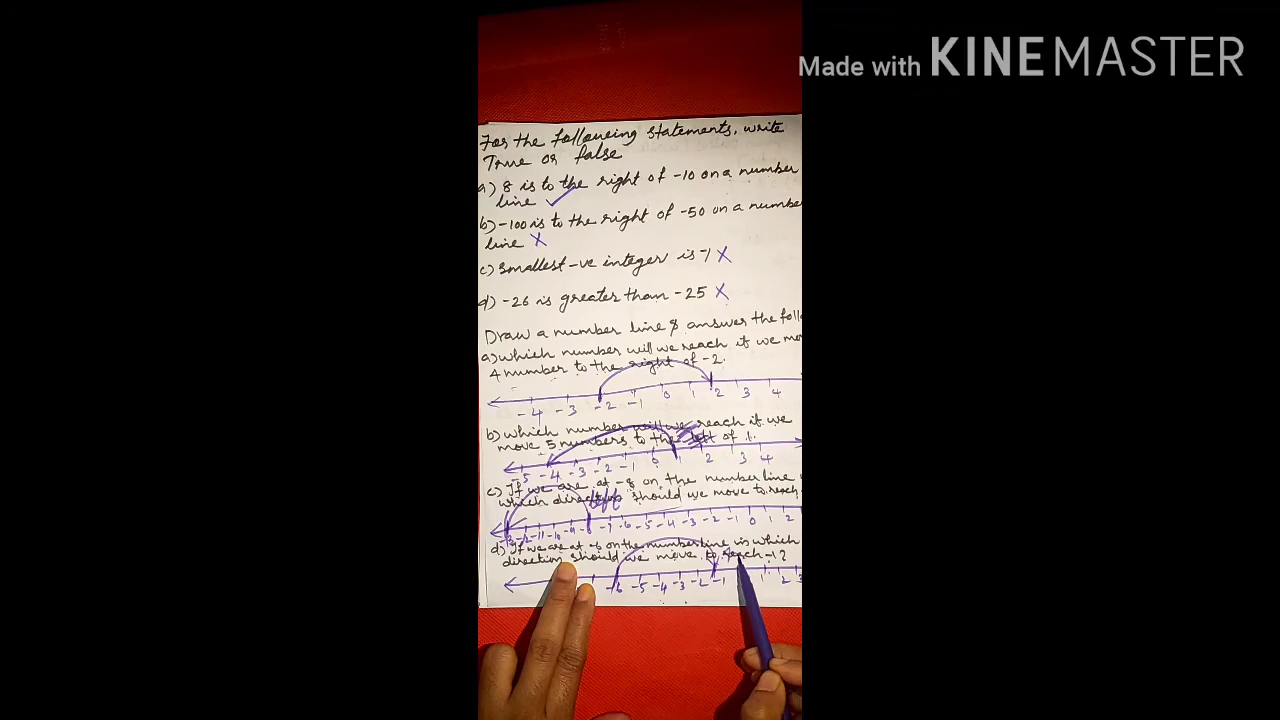 Made with KINEMASTER
For the following statements, write
True or false
a) 8 is to the right of -10 on a number
line ✓
b) -100 is to the right of -50 on a numbe
line X
c) Smallest -ve integer is -1 X
d) -26 is greater than -25 X
Draw a number line & answer the foll
a) which number will we reach if we mo
4 number to the right of -2.
-4 -3 -2 -1 0 1 2 3 4
b) which number will we reach if we
move 5 numbers to the left of 1.
-5 -4 -3 -2 -1 0 1 2 3 4
c) If we are at -8 on the number line
which direction should we move to reach
left
-13 -12 -11 -10 -9 -8 -7 -6 -5 -4 -3 -2 -1 0 1 2
d) If we are at -6 on the number line in which
direction should we move to reach -1?
-6 -5 -4 -3 -2 -1 1 2 3